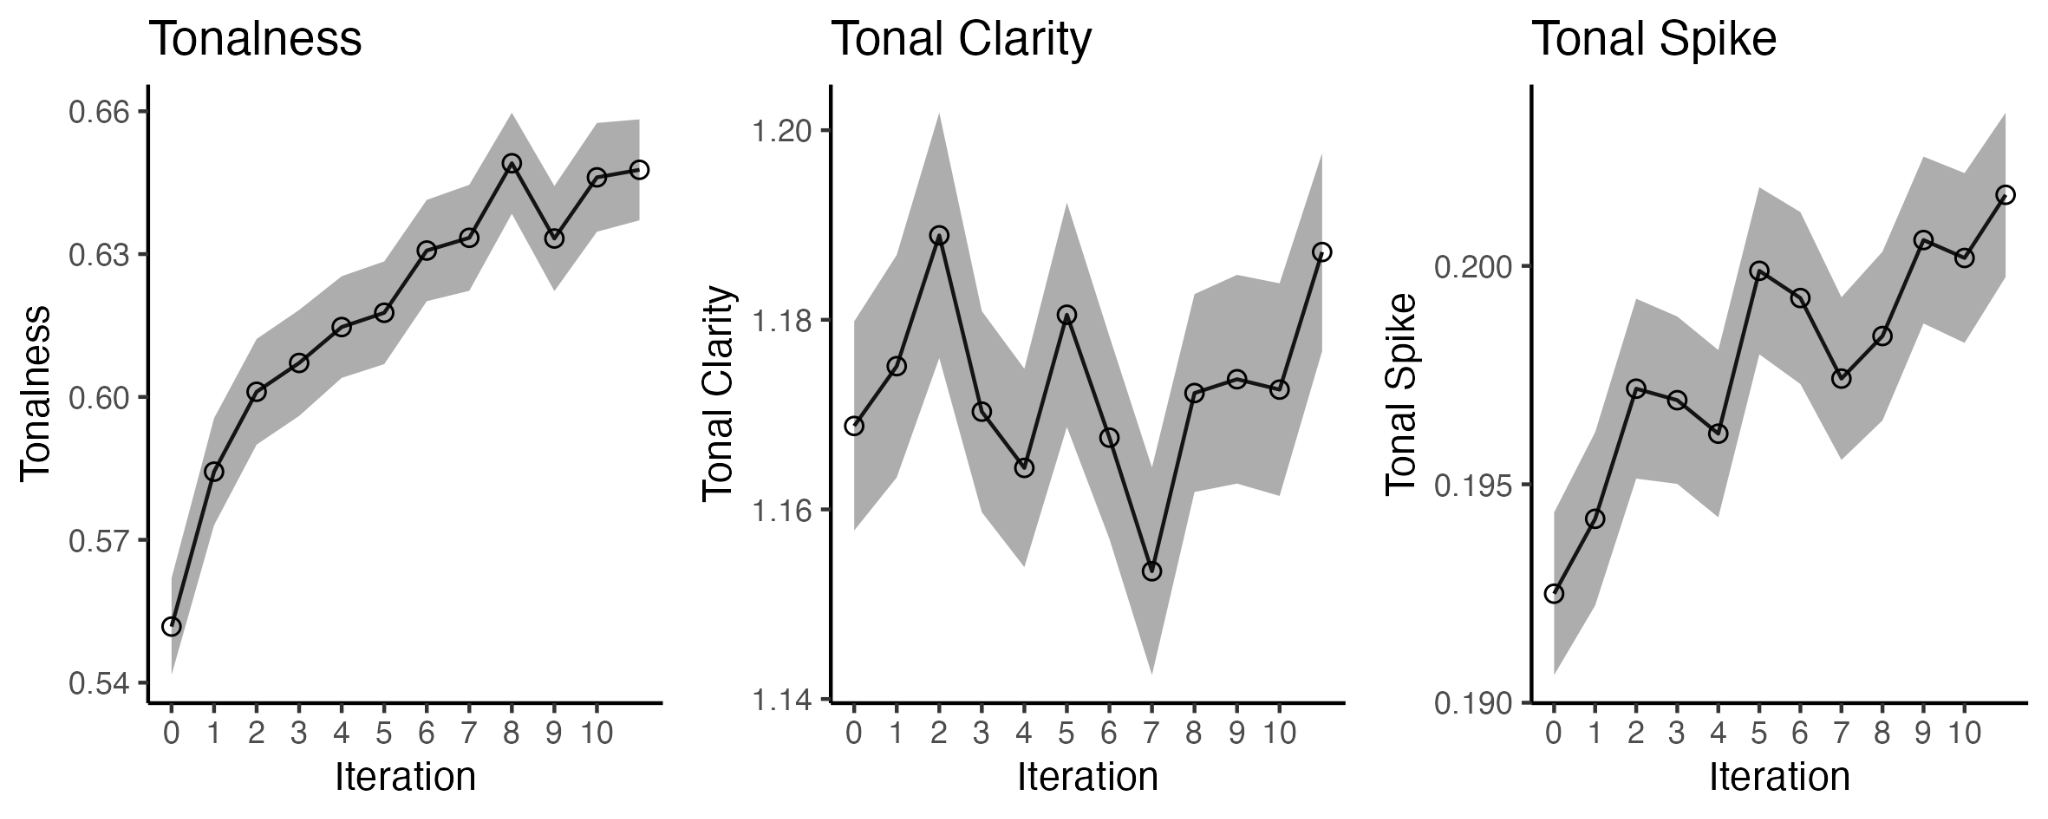 Tonalness
Tonalness
0.66
0.63
0.60
0.57
0.54
0 1 2 3 4 5 6 7 8 9 10
Iteration
Tonal Clarity
Tonal Clarity
1.20
1.18
1.16
1.14
0 1 2 3 4 5 6 7 8 9 10
Iteration
Tonal Spike
Tonal Spike
0.200
0.195
0.190
0 1 2 3 4 5 6 7 8 9 10
Iteration